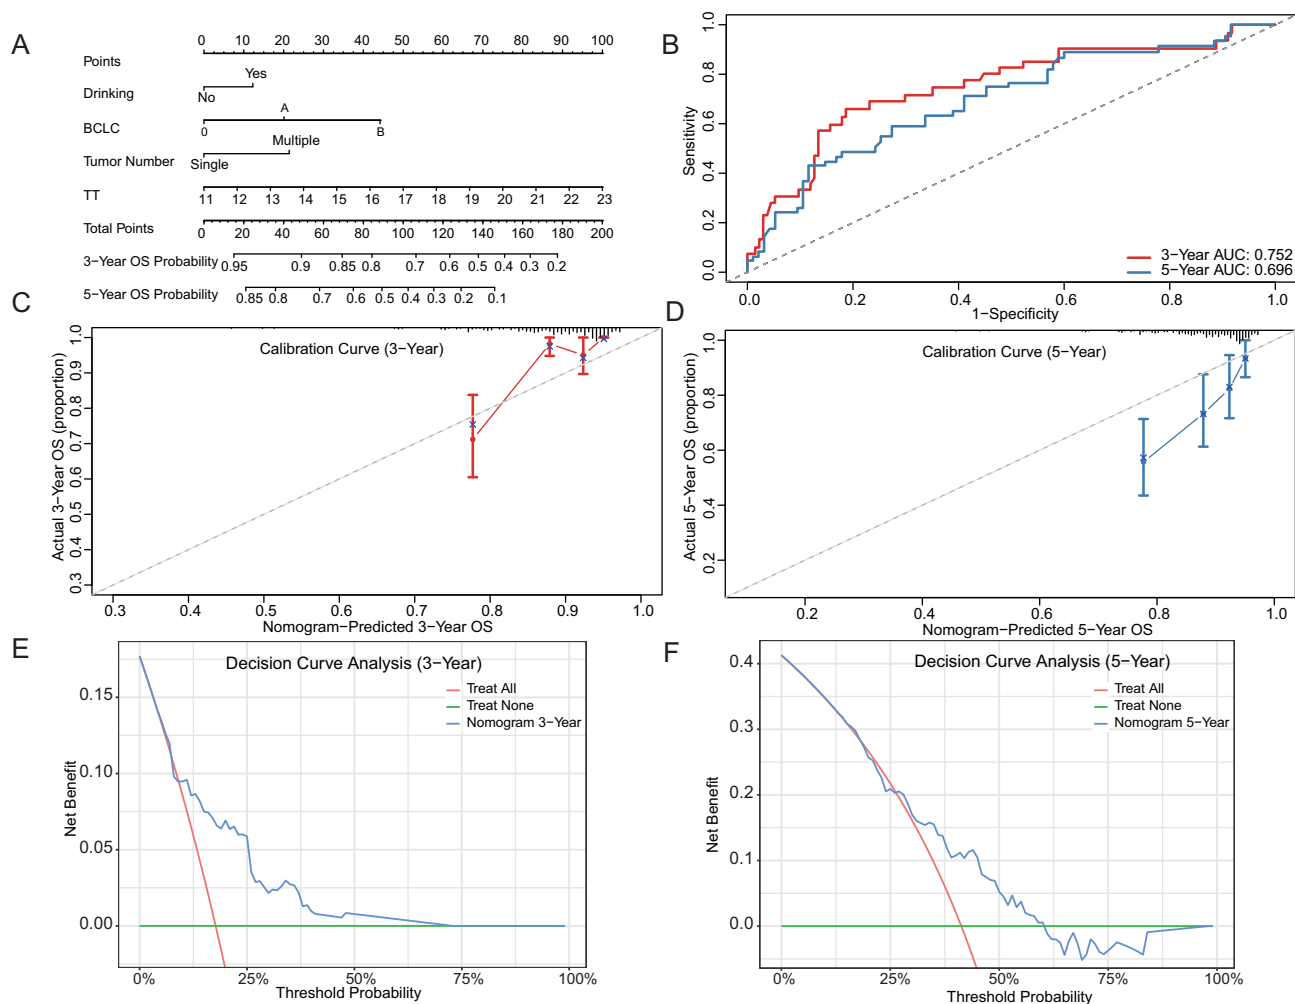 A
0 10 20 30 40 50 60 70 80 90 100
Points
Yes
Drinking
No
A
BCLC
0 B
Multiple
Tumor Number
Single
TT
11 12 13 14 15 16 17 18 19 20 21 22 23
Total Points
0 20 40 60 80 100 120 140 160 180 200
3−Year OS Probability
0.95 0.9 0.85 0.8 0.7 0.6 0.5 0.4 0.3 0.2
5−Year OS Probability
0.85 0.8 0.7 0.6 0.5 0.4 0.3 0.2 0.1
B
Sensitivity
0.0 0.2 0.4 0.6 0.8 1.0
3−Year AUC: 0.752
5−Year AUC: 0.696
0.0 0.2 0.4 0.6 0.8 1.0
1−Specificity
C
Calibration Curve (3−Year)
Actual 3−Year OS (proportion)
0.3 0.4 0.5 0.6 0.7 0.8 0.9 1.0
0.3 0.4 0.5 0.6 0.7 0.8 0.9 1.0
Nomogram−Predicted 3−Year OS
D
Calibration Curve (5−Year)
Actual 5−Year OS (proportion)
0.2 0.4 0.6 0.8 1.0
0.2 0.4 0.6 0.8 1.0
Nomogram−Predicted 5−Year OS
E
Decision Curve Analysis (3−Year)
Treat All
Treat None
Nomogram 3−Year
Net Benefit
0.15
0.10
0.05
0.00
0% 25% 50% 75% 100%
Threshold Probability
F
Decision Curve Analysis (5−Year)
Treat All
Treat None
Nomogram 5−Year
Net Benefit
0.4
0.3
0.2
0.1
0.0
0% 25% 50% 75% 100%
Threshold Probability